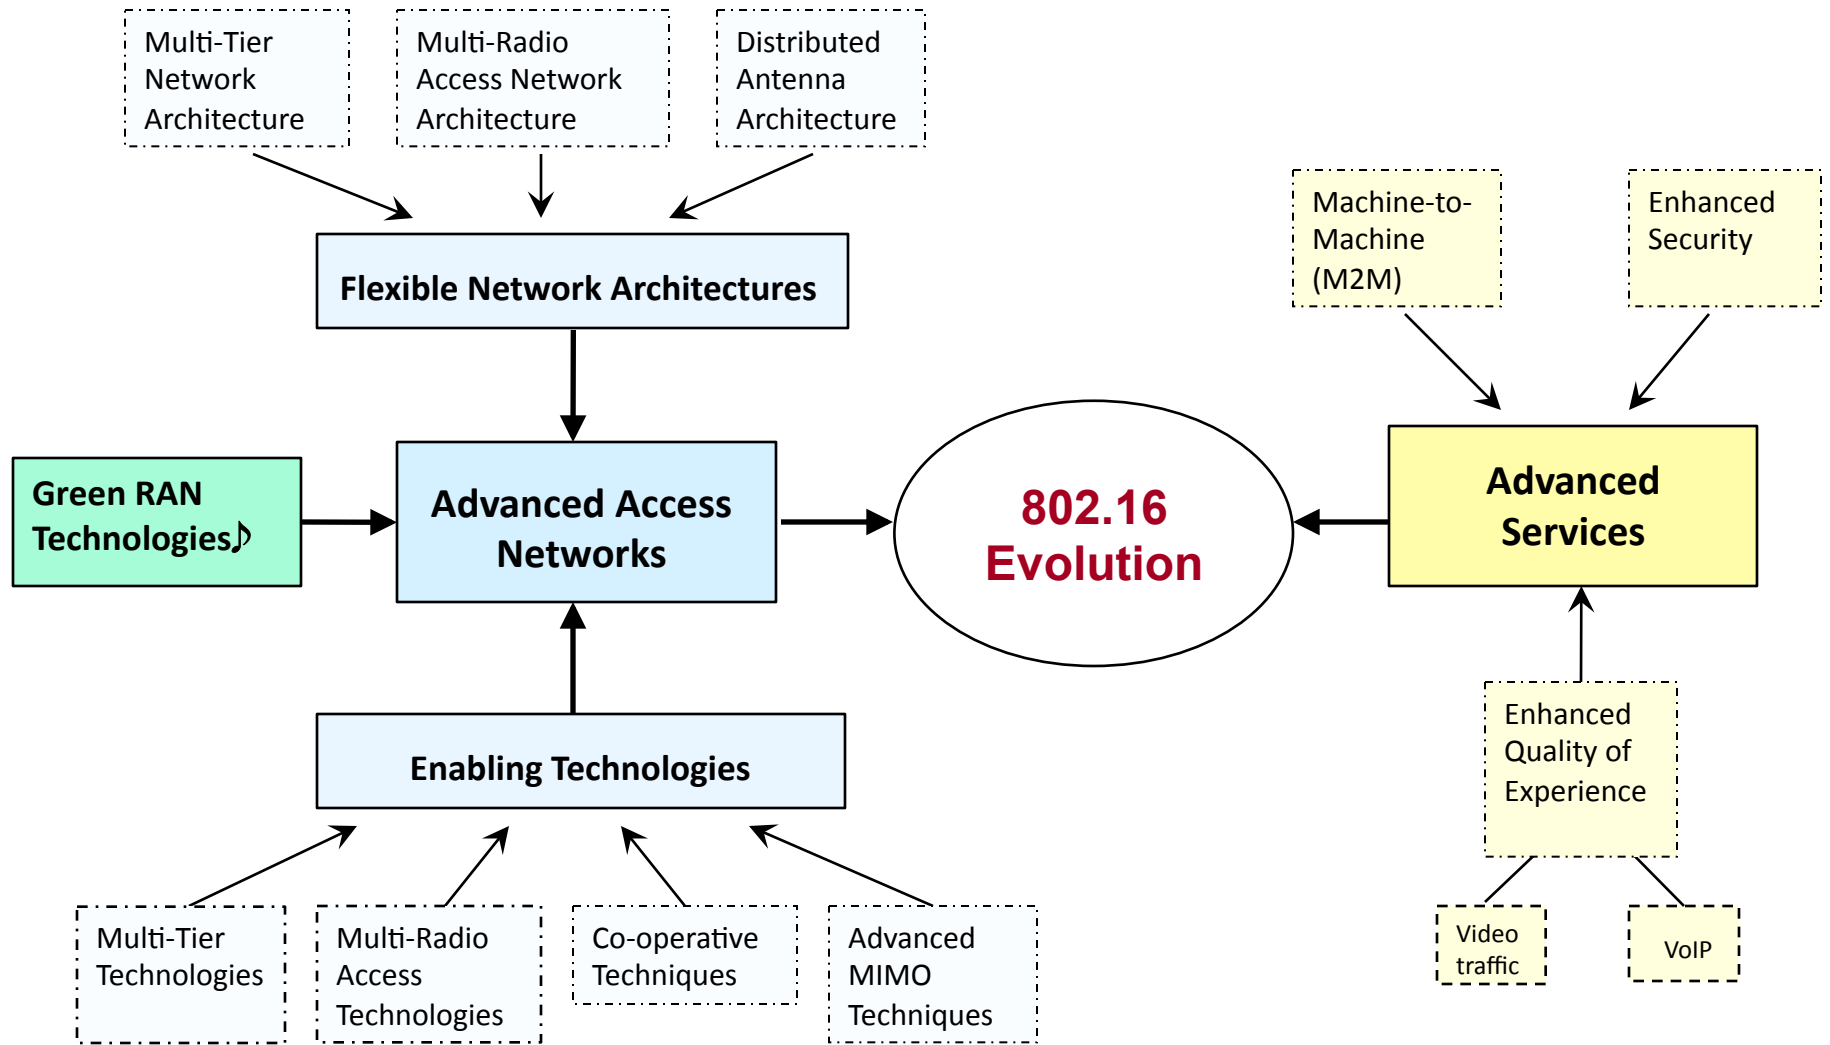 Multi-Tier
Network
Architecture
Multi-Radio
Access Network
Architecture
Distributed
Antenna
Architecture
Machine-to-
Machine
(M2M)
Enhanced
Security
Flexible Network Architectures
Green RAN
Technologies♪
Advanced Access
Networks
802.16
Evolution
Advanced
Services
Enabling Technologies
Enhanced
Quality of
Experience
Multi-Tier
Technologies
Multi-Radio
Access
Technologies
Co-operative
Techniques
Advanced
MIMO
Techniques
Video
traffic
VoIP